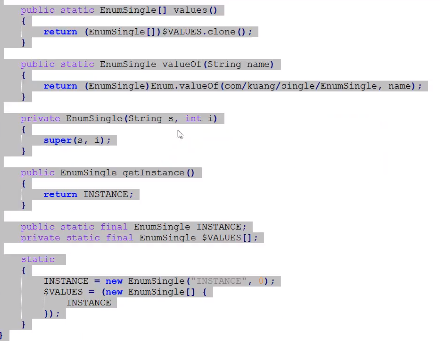 public static EnumSingle[] values()
{
return (EnumSingle[])$VALUES.clone();
}
public static EnumSingle valueOf(String name)
{
return (EnumSingle)Enum.valueOf(com/kuang/single/EnumSingle, name);
}
private EnumSingle(String s, int i)
{
super(s, i);
}
public EnumSingle getInstance()
{
return INSTANCE;
}
public static final EnumSingle INSTANCE;
private static final EnumSingle $VALUES[];
static
{
INSTANCE = new EnumSingle("INSTANCE", 0);
$VALUES = (new EnumSingle[] {
INSTANCE
});
}
}